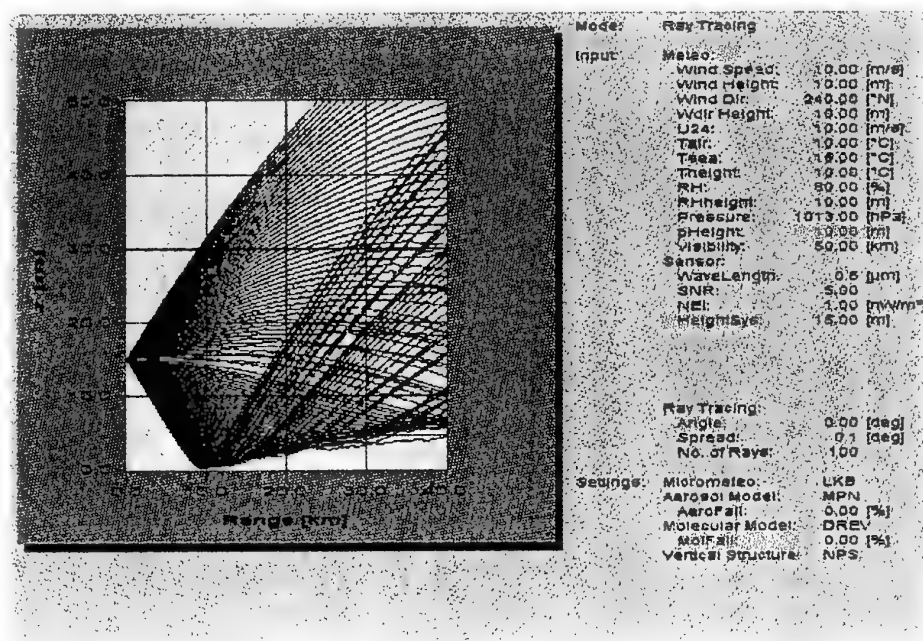 Mode: Ray Tracing
Input: Meteo:
Wind Speed: 10.00 [m/s]
Wind Height: 10.00 [m]
Wind Dir: 240.00 [°N]
Wdir Height: 10.00 [m]
U24: 10.00 [m/s]
Tair: 10.00 [°C]
Tsea: 15.00 [°C]
Theight: 10.00 [°C]
RH: 80.00 [%]
RHheight: 10.00 [m]
Pressure: 1013.00 [hPa]
pHeight: 10.00 [m]
Visibility: 50.00 [km]
Sensor:
WaveLength: [µm]
SNR: 5.00
NEI: 1.00 [nW/m²
HeightSys: 15.00 [m]
Ray Tracing:
Angle: 0.00 [deg]
Spread: 0.1 [deg]
No. of Rays: 100
Settings: Micrometeo: LKB
Aerosol Model: MPN
AeroFail: 0.00 [%]
Molecular Model: DREV
MolFail: 0.00 [%]
Vertical Structure: NPS
Range [km]